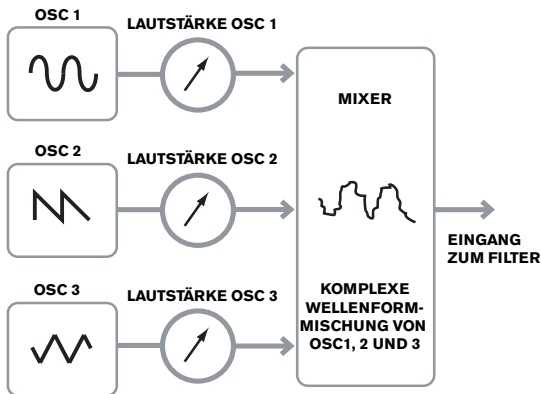 OSC 1
LAUTSTÄRKE OSC 1
OSC 2
LAUTSTÄRKE OSC 2
OSC 3
LAUTSTÄRKE OSC 3
MIXER
KOMPLEXE
WELLENFORM-
MISCHUNG VON
OSC1, 2 UND 3
EINGANG
ZUM FILTER